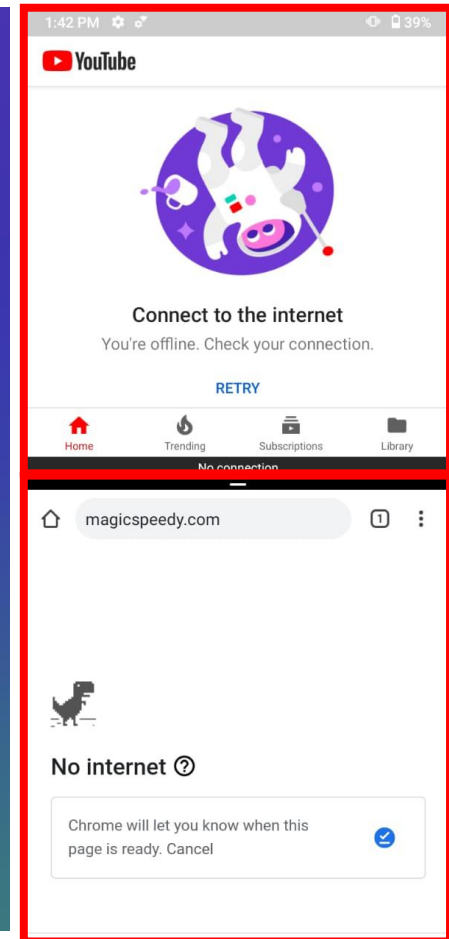 1:42 PM 39%
YouTube
Connect to the internet
You're offline. Check your connection.
RETRY
Home Trending Subscriptions Library
No connection
magicspeedy.com 1
No internet
Chrome will let you know when this
page is ready. Cancel